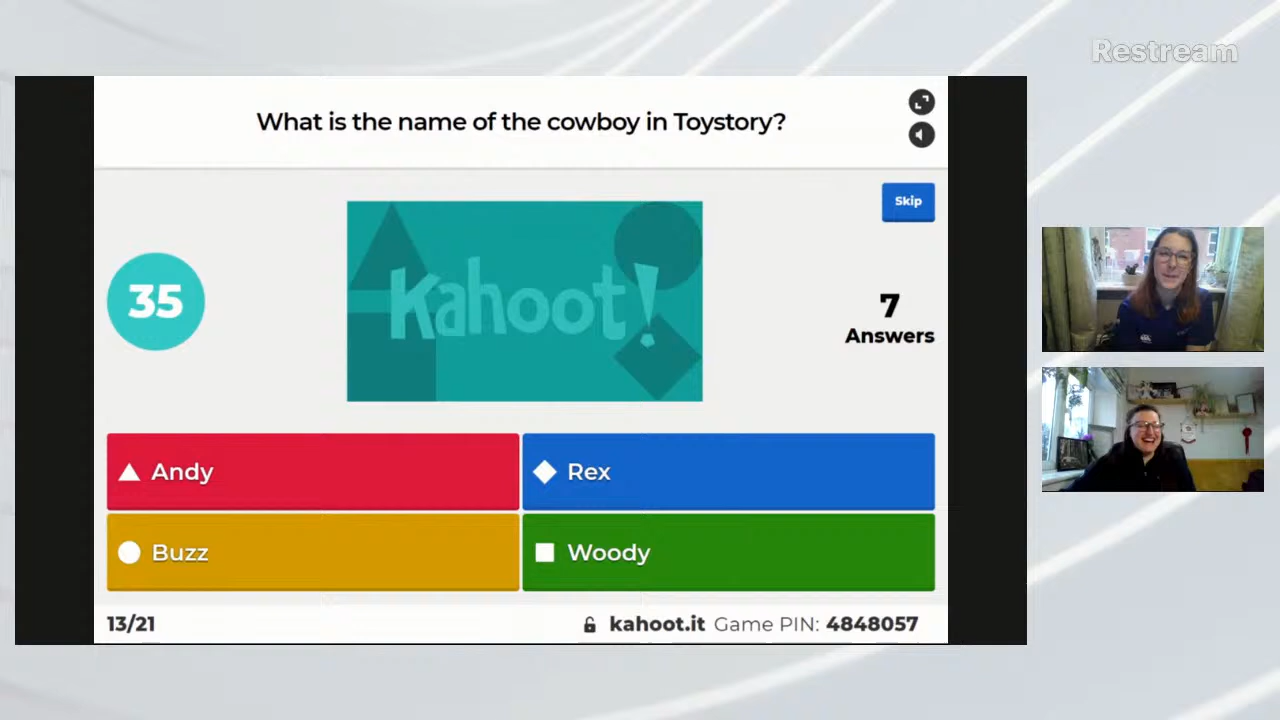 Restream
What is the name of the cowboy in Toystory?
Skip
35
Kahoot!
7
Answers
Andy
Rex
Buzz
Woody
13/21
kahoot.it Game PIN: 4848057